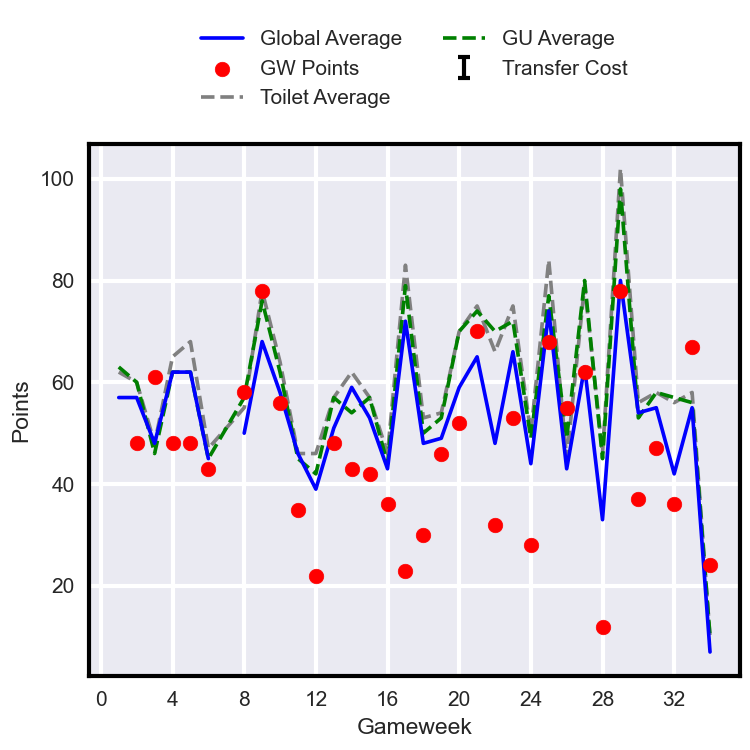 Global Average
GU Average
GW Points
Transfer Cost
Toilet Average
100
80
60
40
20
Points
0 4 8 12 16 20 24 28 32
Gameweek